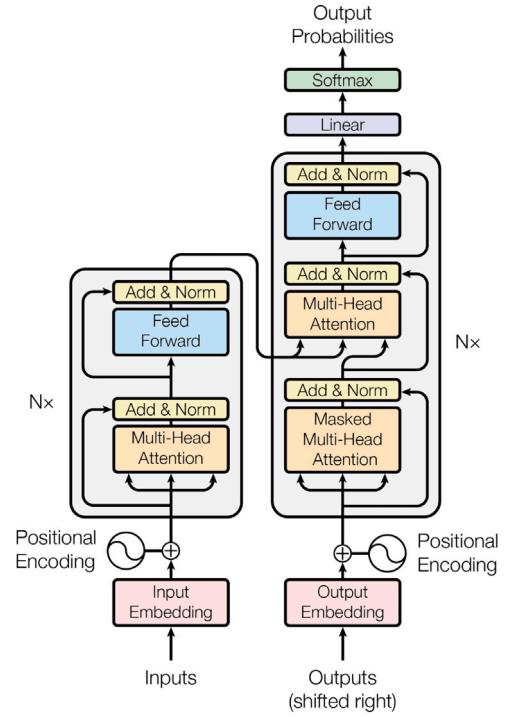 Output
Probabilities
Softmax
Linear
Add & Norm
Feed
Forward
Add & Norm
Multi-Head
Attention
Add & Norm
Masked
Multi-Head
Attention
N×
Add & Norm
Feed
Forward
Add & Norm
Multi-Head
Attention
N×
Positional
Encoding
Positional
Encoding
Input
Embedding
Output
Embedding
Inputs
Outputs
(shifted right)